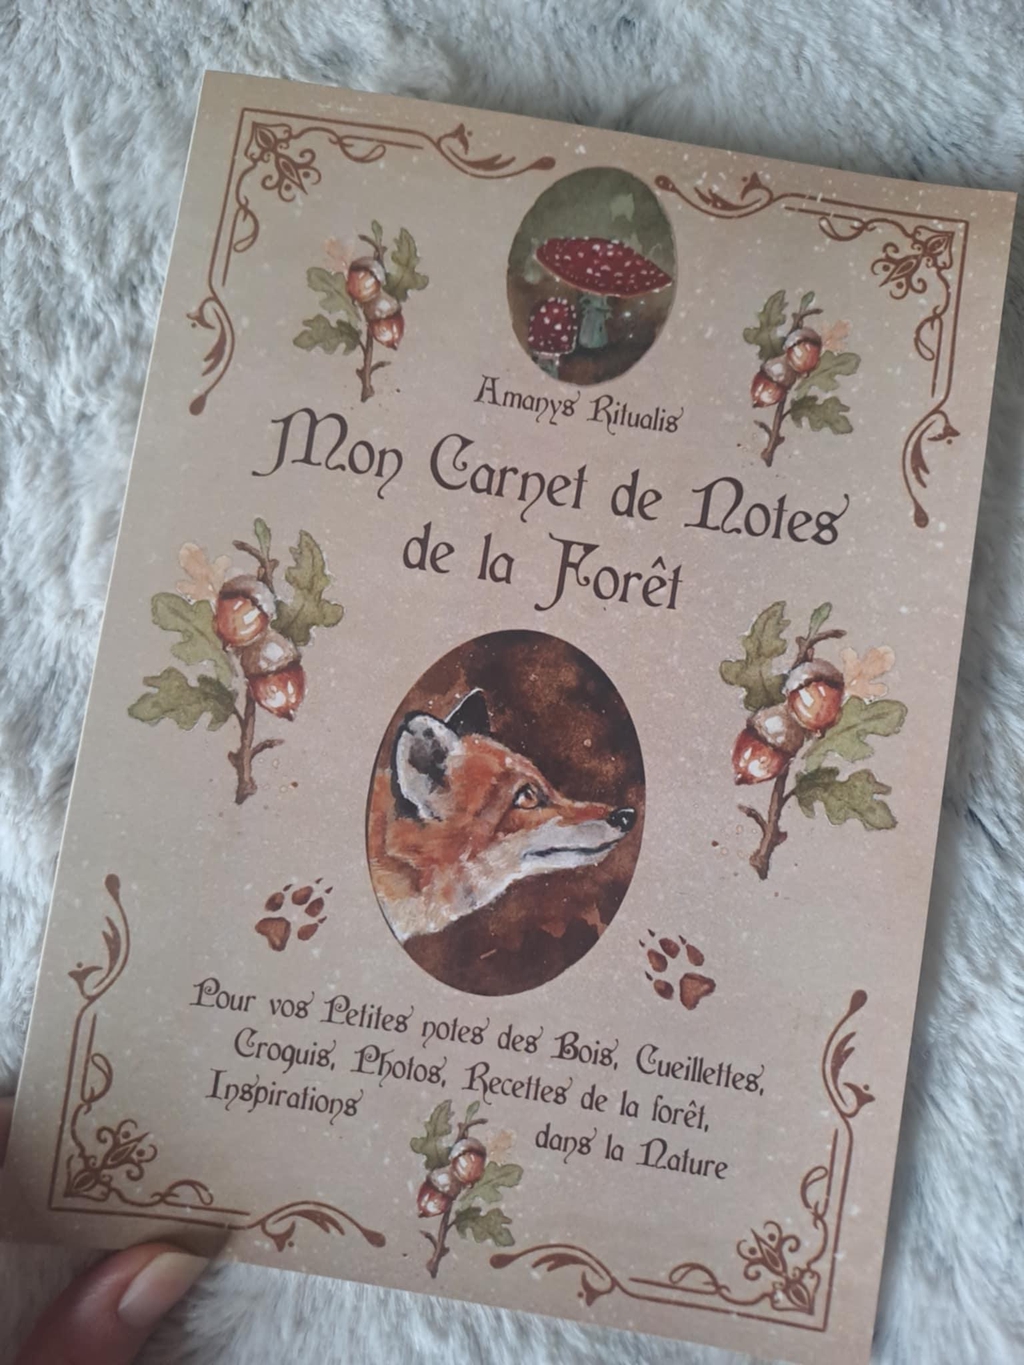 Amanys Ritualis
Mon Carnet de Notes
de la Forêt
Pour vos Petites notes des Bois, Cueillettes,
Croquis, Photos, Recettes de la forêt,
Inspirations
dans la Nature